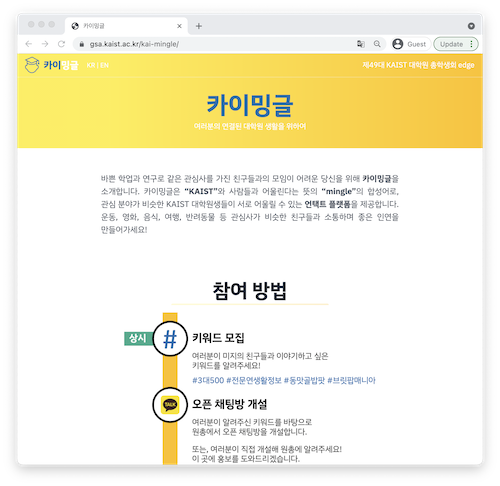 카이밍글
gsa.kaist.ac.kr/kai-mingle/
Guest
Update
카이밍글
KR | EN
제49대 KAIST 대학원 총학생회 edge
카이밍글
여러분의 연결된 대학원 생활을 위하여
바쁜 학업과 연구로 같은 관심사를 가진 친구들과의 모임이 어려운 당신을 위해 카이밍글을
소개합니다. 카이밍글은 “KAIST”와 사람들과 어울린다는 뜻의 “mingle”의 합성어로,
관심 분야가 비슷한 KAIST 대학원생들이 서로 어울릴 수 있는 언택트 플랫폼을 제공합니다.
운동, 영화, 음식, 여행, 반려동물 등 관심사가 비슷한 친구들과 소통하며 좋은 인연을
만들어가세요!
참여 방법
상시
#
키워드 모집
여러분이 미지의 친구들과 이야기하고 싶은
키워드를 알려주세요!
#3대500 #전문연생활정보 #동맛골밥팟 #브릿팝매니아
TALK
오픈 채팅방 개설
여러분이 알려주신 키워드를 바탕으로
원총에서 오픈 채팅방을 개설합니다.
또는, 여러분이 직접 개설해 원총에 알려주세요!
이 곳에 홍보를 도와드리겠습니다.